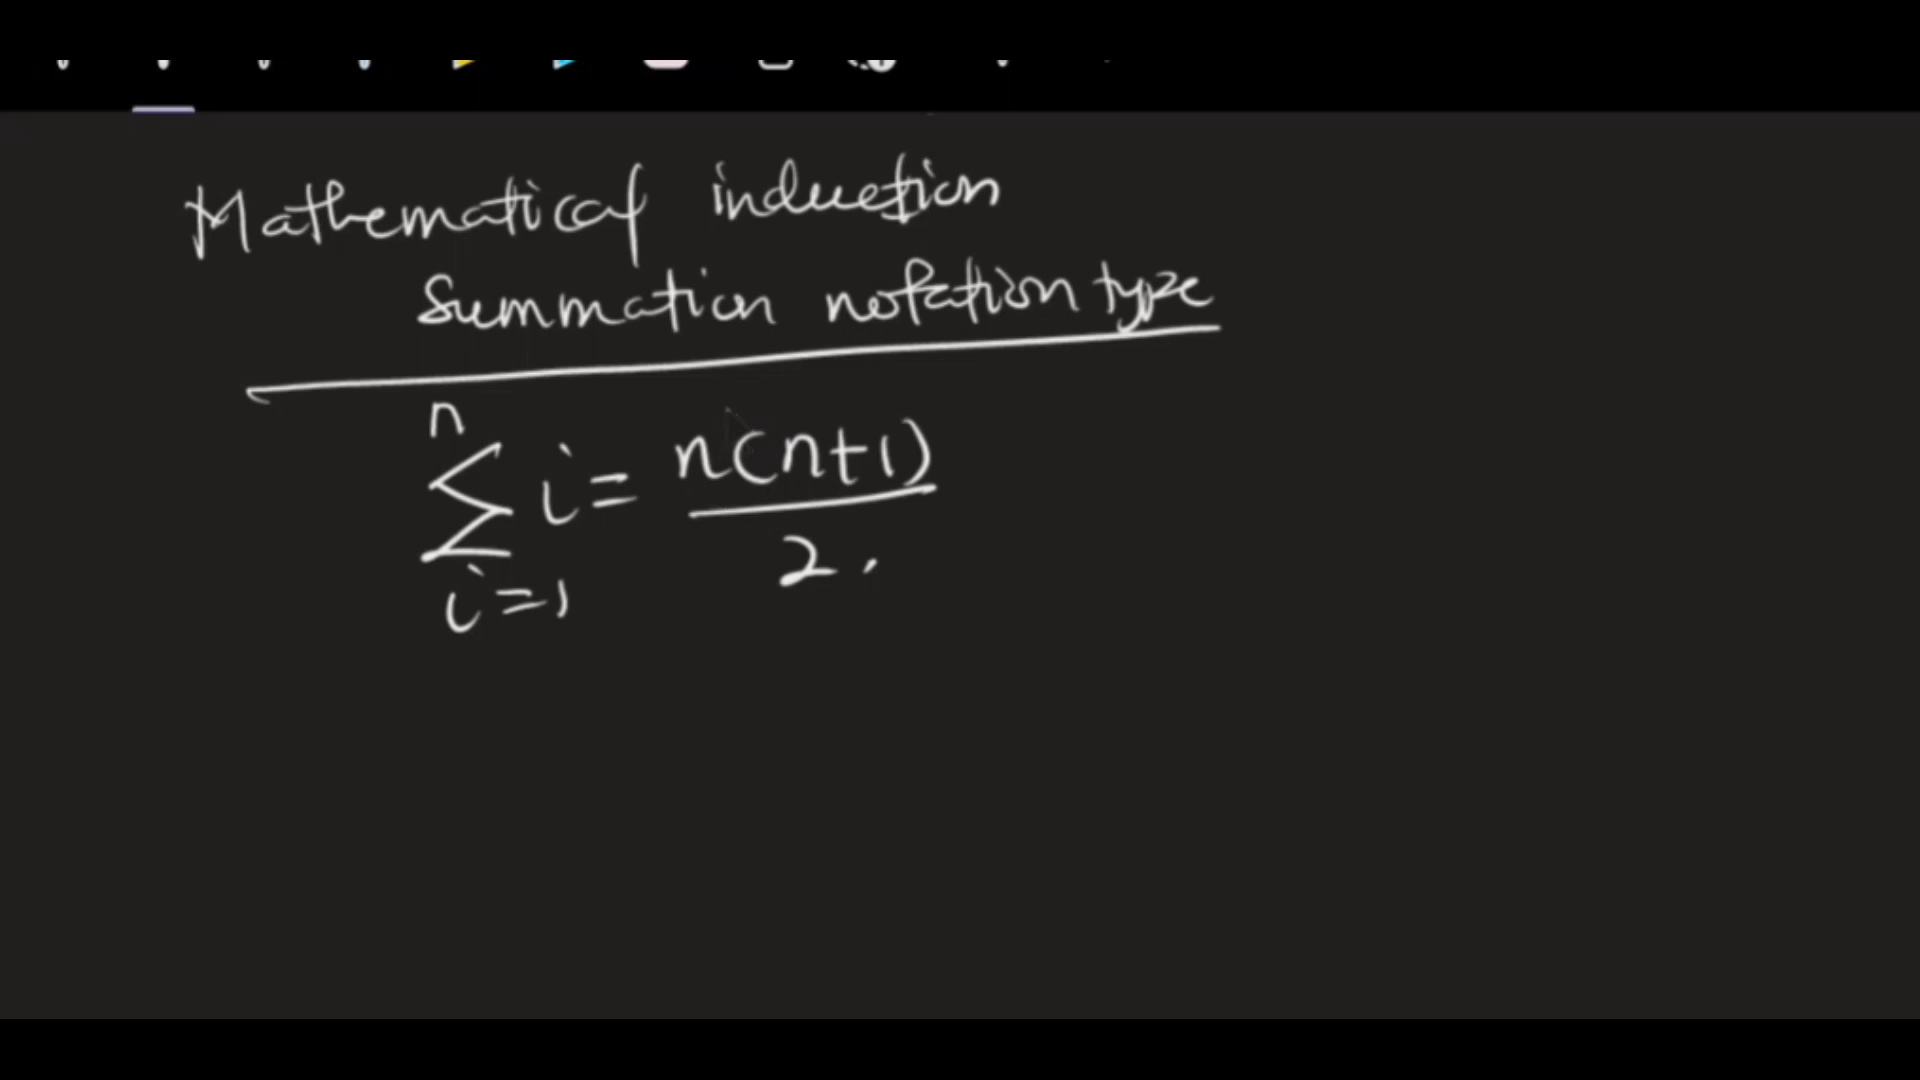 Mathematical induction
Summation notation type
n
∑ i = n(n+1)
i=1
2.